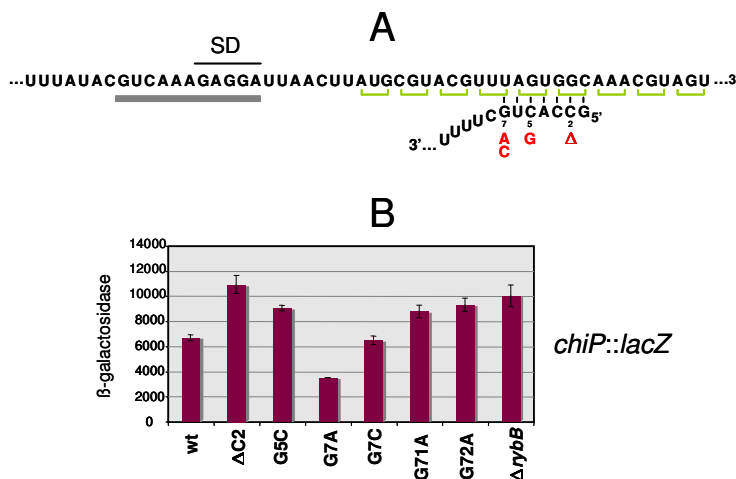 A
SD
...UUUAUACGUCAAAGAGGAUUAACUUAUGCGUACGUUUAGUGGCAAACGUAGU...3
3'...UUUUCGUCACCG5'
7 5 2
A G Δ
C
B
14000
12000
10000
8000
6000
4000
2000
0
ß-galactosidase
wt ΔC2 G5C G7A G7C G71A G72A ΔrybB
chiP::lacZ